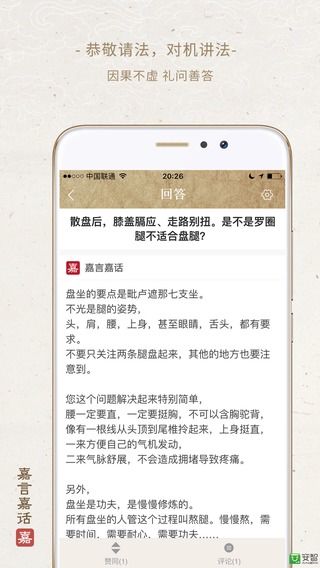 - 恭敬请法，对机讲法-
因果不虚 礼问善答
中国联通
20:26
回答
散盘后，膝盖膈应、走路别扭。是不是罗圈
腿不适合盘腿？
嘉 嘉言嘉话
盘坐的要点是毗卢遮那七支坐。
不光是腿的姿势，
头，肩，腰，上身，甚至眼睛，舌头，都有要
求。
不要只关注两条腿盘起来，其他的地方也要注
意到。
您这个问题解决起来特别简单，
腰一定要直，一定要挺胸，不可以含胸驼背，
像有一根线从头顶到尾椎拎起来，上身挺直，
一来方便自己的气机发动，
二来气脉舒展，不会造成拥堵导致疼痛。
另外，
盘坐是功夫，是慢慢修炼的。
所有盘坐的人管这个过程叫熬腿。慢慢熬，需
要时间、需要耐心、需要功夫。
赞同(1)
评论(1)
嘉言嘉话
嘉
安智